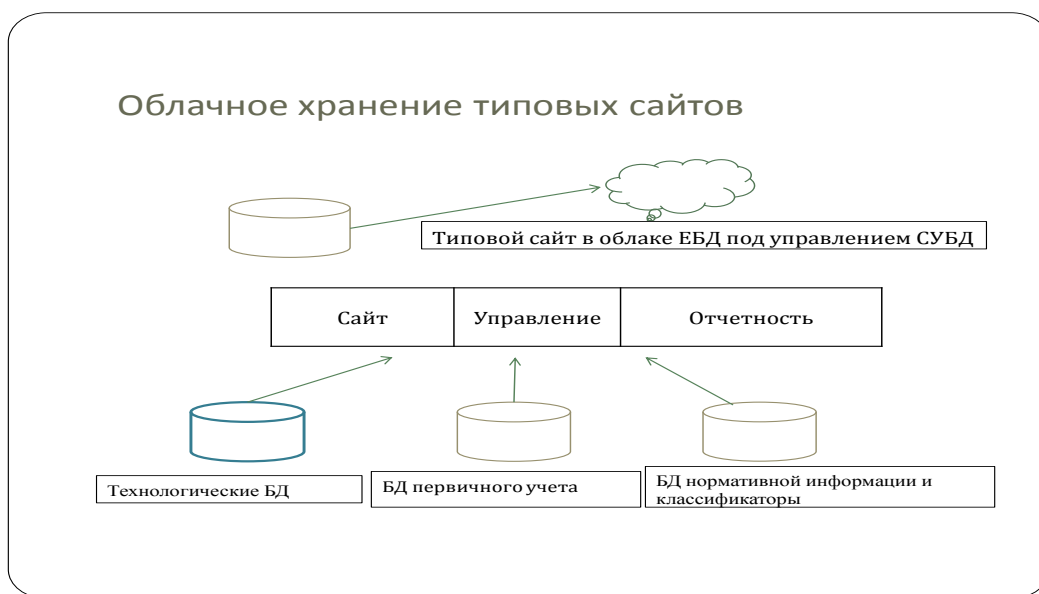 Облачное хранение типовых сайтов
Типовой сайт в облаке ЕБД под управлением СУБД
Сайт
Управление
Отчетность
Технологические БД
БД первичного учета
БД нормативной информации и
классификаторы